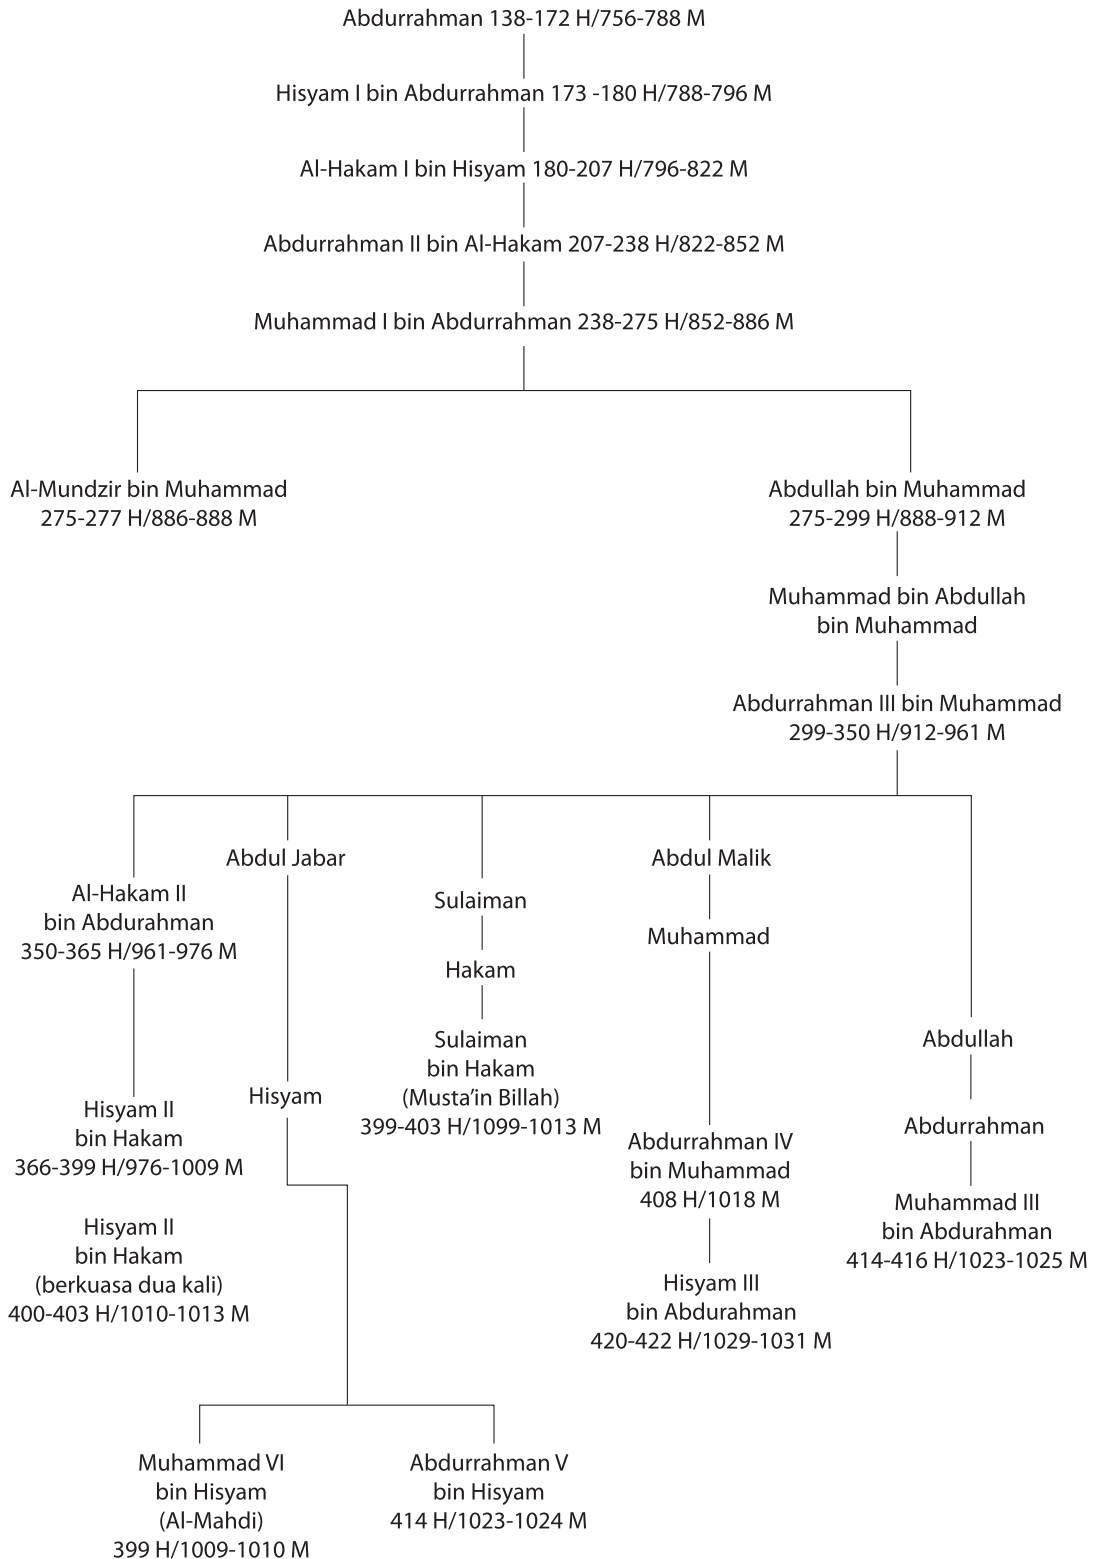 Abdurrahman 138-172 H/756-788 M
Hisyam I bin Abdurrahman 173 -180 H/788-796 M
Al-Hakam I bin Hisyam 180-207 H/796-822 M
Abdurrahman II bin Al-Hakam 207-238 H/822-852 M
Muhammad I bin Abdurrahman 238-275 H/852-886 M
Al-Mundzir bin Muhammad
275-277 H/886-888 M
Abdullah bin Muhammad
275-299 H/888-912 M
Muhammad bin Abdullah
bin Muhammad
Abdurrahman III bin Muhammad
299-350 H/912-961 M
Al-Hakam II
bin Abdurahman
350-365 H/961-976 M
Hisyam II
bin Hakam
366-399 H/976-1009 M
Hisyam II
bin Hakam
(berkuasa dua kali)
400-403 H/1010-1013 M
Abdul Jabar
Hisyam
Muhammad VI
bin Hisyam
(Al-Mahdi)
399 H/1009-1010 M
Abdurrahman V
bin Hisyam
414 H/1023-1024 M
Sulaiman
Hakam
Sulaiman
bin Hakam
(Musta’in Billah)
399-403 H/1099-1013 M
Abdul Malik
Muhammad
Abdurrahman IV
bin Muhammad
408 H/1018 M
Hisyam III
bin Abdurahman
420-422 H/1029-1031 M
Abdullah
Abdurrahman
Muhammad III
bin Abdurahman
414-416 H/1023-1025 M